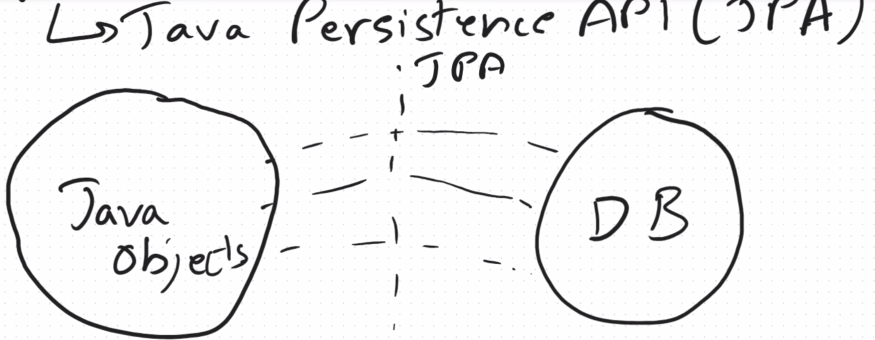 ↳ Java Persistence API (JPA)
JPA
Java
Objects
DB